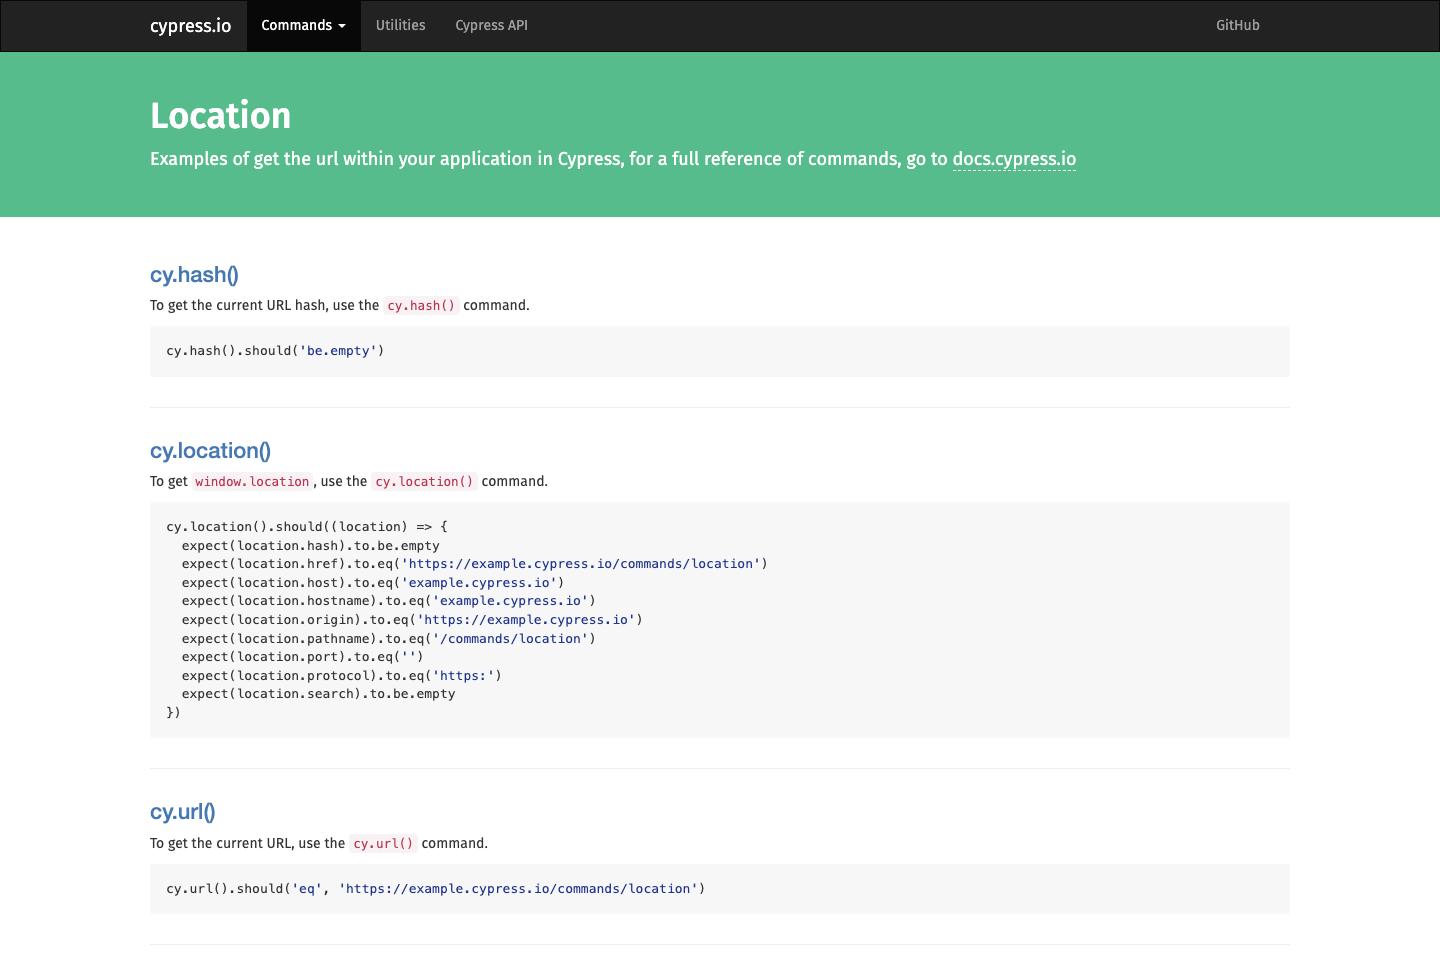 cypress.io Commands Utilities Cypress API GitHub
Location
Examples of get the url within your application in Cypress, for a full reference of commands, go to docs.cypress.io
cy.hash()
To get the current URL hash, use the cy.hash() command.
cy.hash().should('be.empty')
cy.location()
To get window.location, use the cy.location() command.
cy.location().should((location) => {
  expect(location.hash).to.be.empty
  expect(location.href).to.eq('https://example.cypress.io/commands/location')
  expect(location.host).to.eq('example.cypress.io')
  expect(location.hostname).to.eq('example.cypress.io')
  expect(location.origin).to.eq('https://example.cypress.io')
  expect(location.pathname).to.eq('/commands/location')
  expect(location.port).to.eq('')
  expect(location.protocol).to.eq('https:')
  expect(location.search).to.be.empty
})
cy.url()
To get the current URL, use the cy.url() command.
cy.url().should('eq', 'https://example.cypress.io/commands/location')